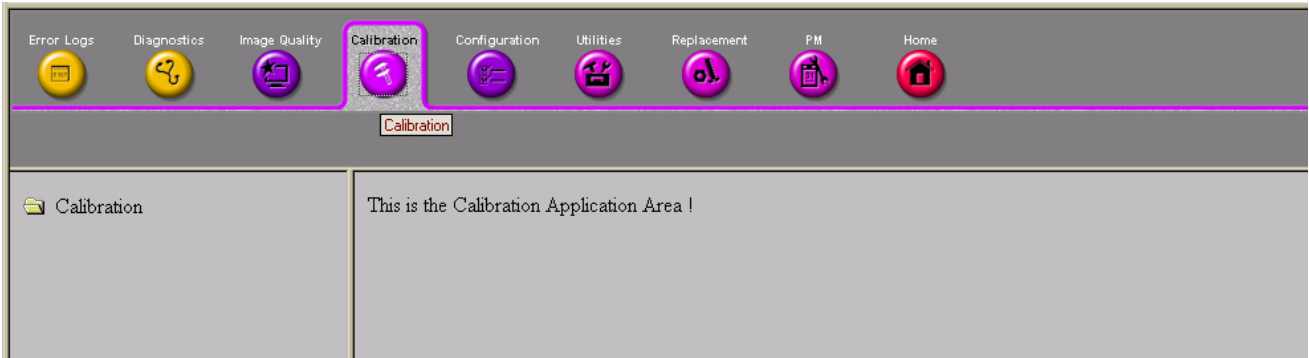 Error Logs Diagnostics Image Quality Calibration Configuration Utilities Replacement PM Home
Calibration
Calibration
This is the Calibration Application Area !